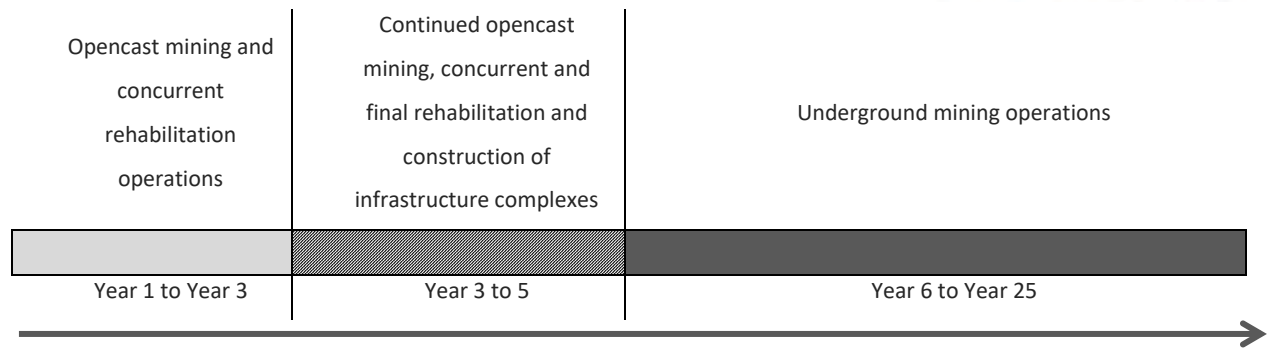 Opencast mining and
concurrent
rehabilitation
operations
Continued opencast
mining, concurrent and
final rehabilitation and
construction of
infrastructure complexes
Underground mining operations
Year 1 to Year 3
Year 3 to 5
Year 6 to Year 25